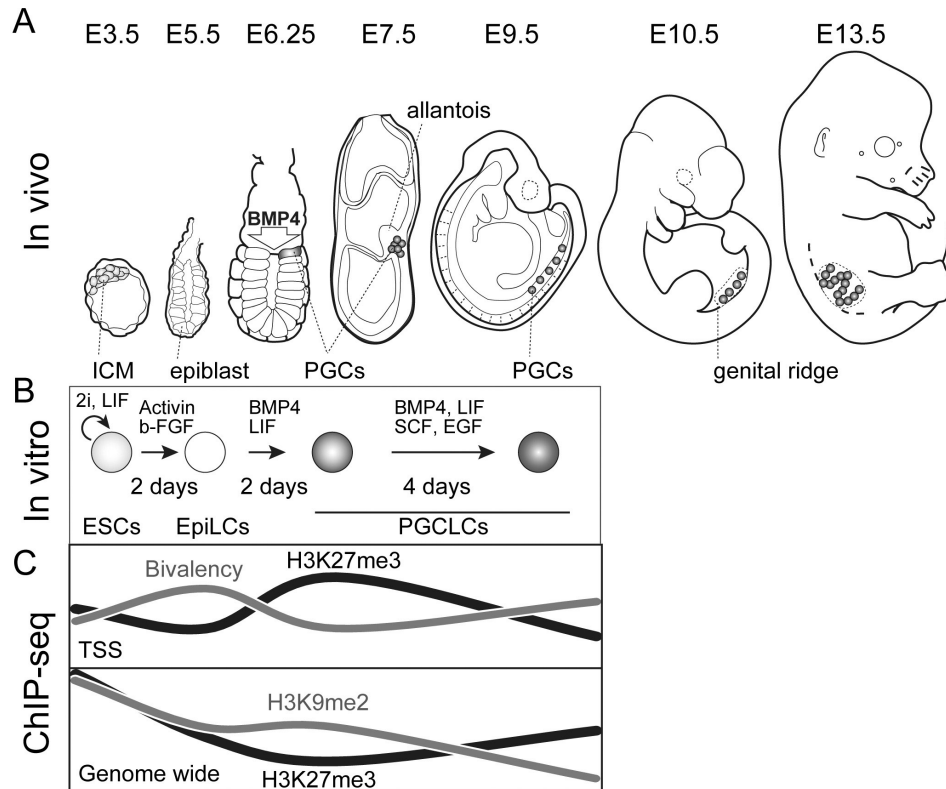 A
E3.5 E5.5 E6.25 E7.5 E9.5 E10.5 E13.5
In vivo
allantois
BMP4
ICM epiblast PGCs PGCs genital ridge
B
In vitro
2i, LIF
Activin
b-FGF
BMP4
LIF
BMP4, LIF
SCF, EGF
2 days 2 days 4 days
ESCs EpiLCs PGCLCs
C
ChIP-seq
Bivalency
H3K27me3
TSS
H3K9me2
H3K27me3
Genome wide